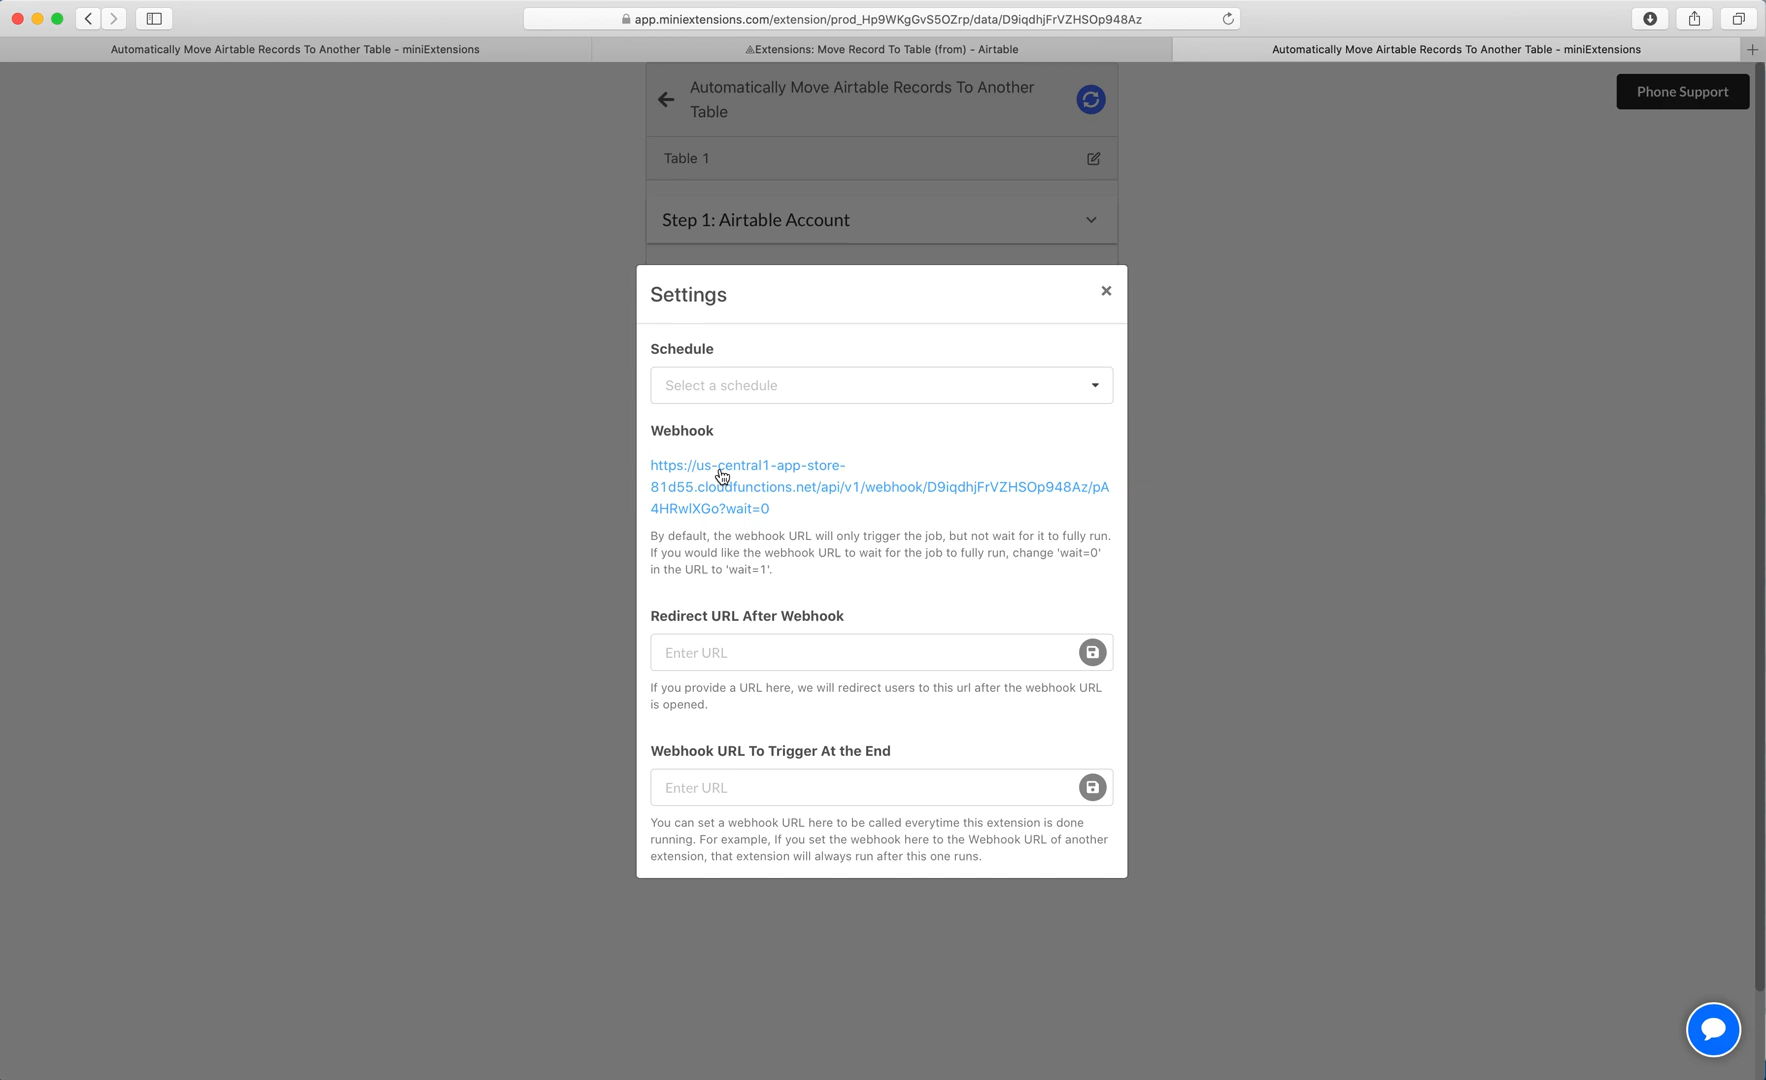 app.miniextensions.com/extension/prod_Hp9WKgGvS5OZrp/data/D9iqdhjFrVZHSOp948Az
Automatically Move Airtable Records To Another Table - miniExtensions
⩓Extensions: Move Record To Table (from) - Airtable
Automatically Move Airtable Records To Another Table - miniExtensions
Automatically Move Airtable Records To Another
Table
Phone Support
Table 1
Step 1: Airtable Account
Settings
Schedule
Select a schedule
Webhook
https://us-central1-app-store-
81d55.cloudfunctions.net/api/v1/webhook/D9iqdhjFrVZHSOp948Az/pA
4HRwlXGo?wait=0
By default, the webhook URL will only trigger the job, but not wait for it to fully run.
If you would like the webhook URL to wait for the job to fully run, change 'wait=0'
in the URL to 'wait=1'.
Redirect URL After Webhook
Enter URL
If you provide a URL here, we will redirect users to this url after the webhook URL
is opened.
Webhook URL To Trigger At the End
Enter URL
You can set a webhook URL here to be called everytime this extension is done
running. For example, If you set the webhook here to the Webhook URL of another
extension, that extension will always run after this one runs.